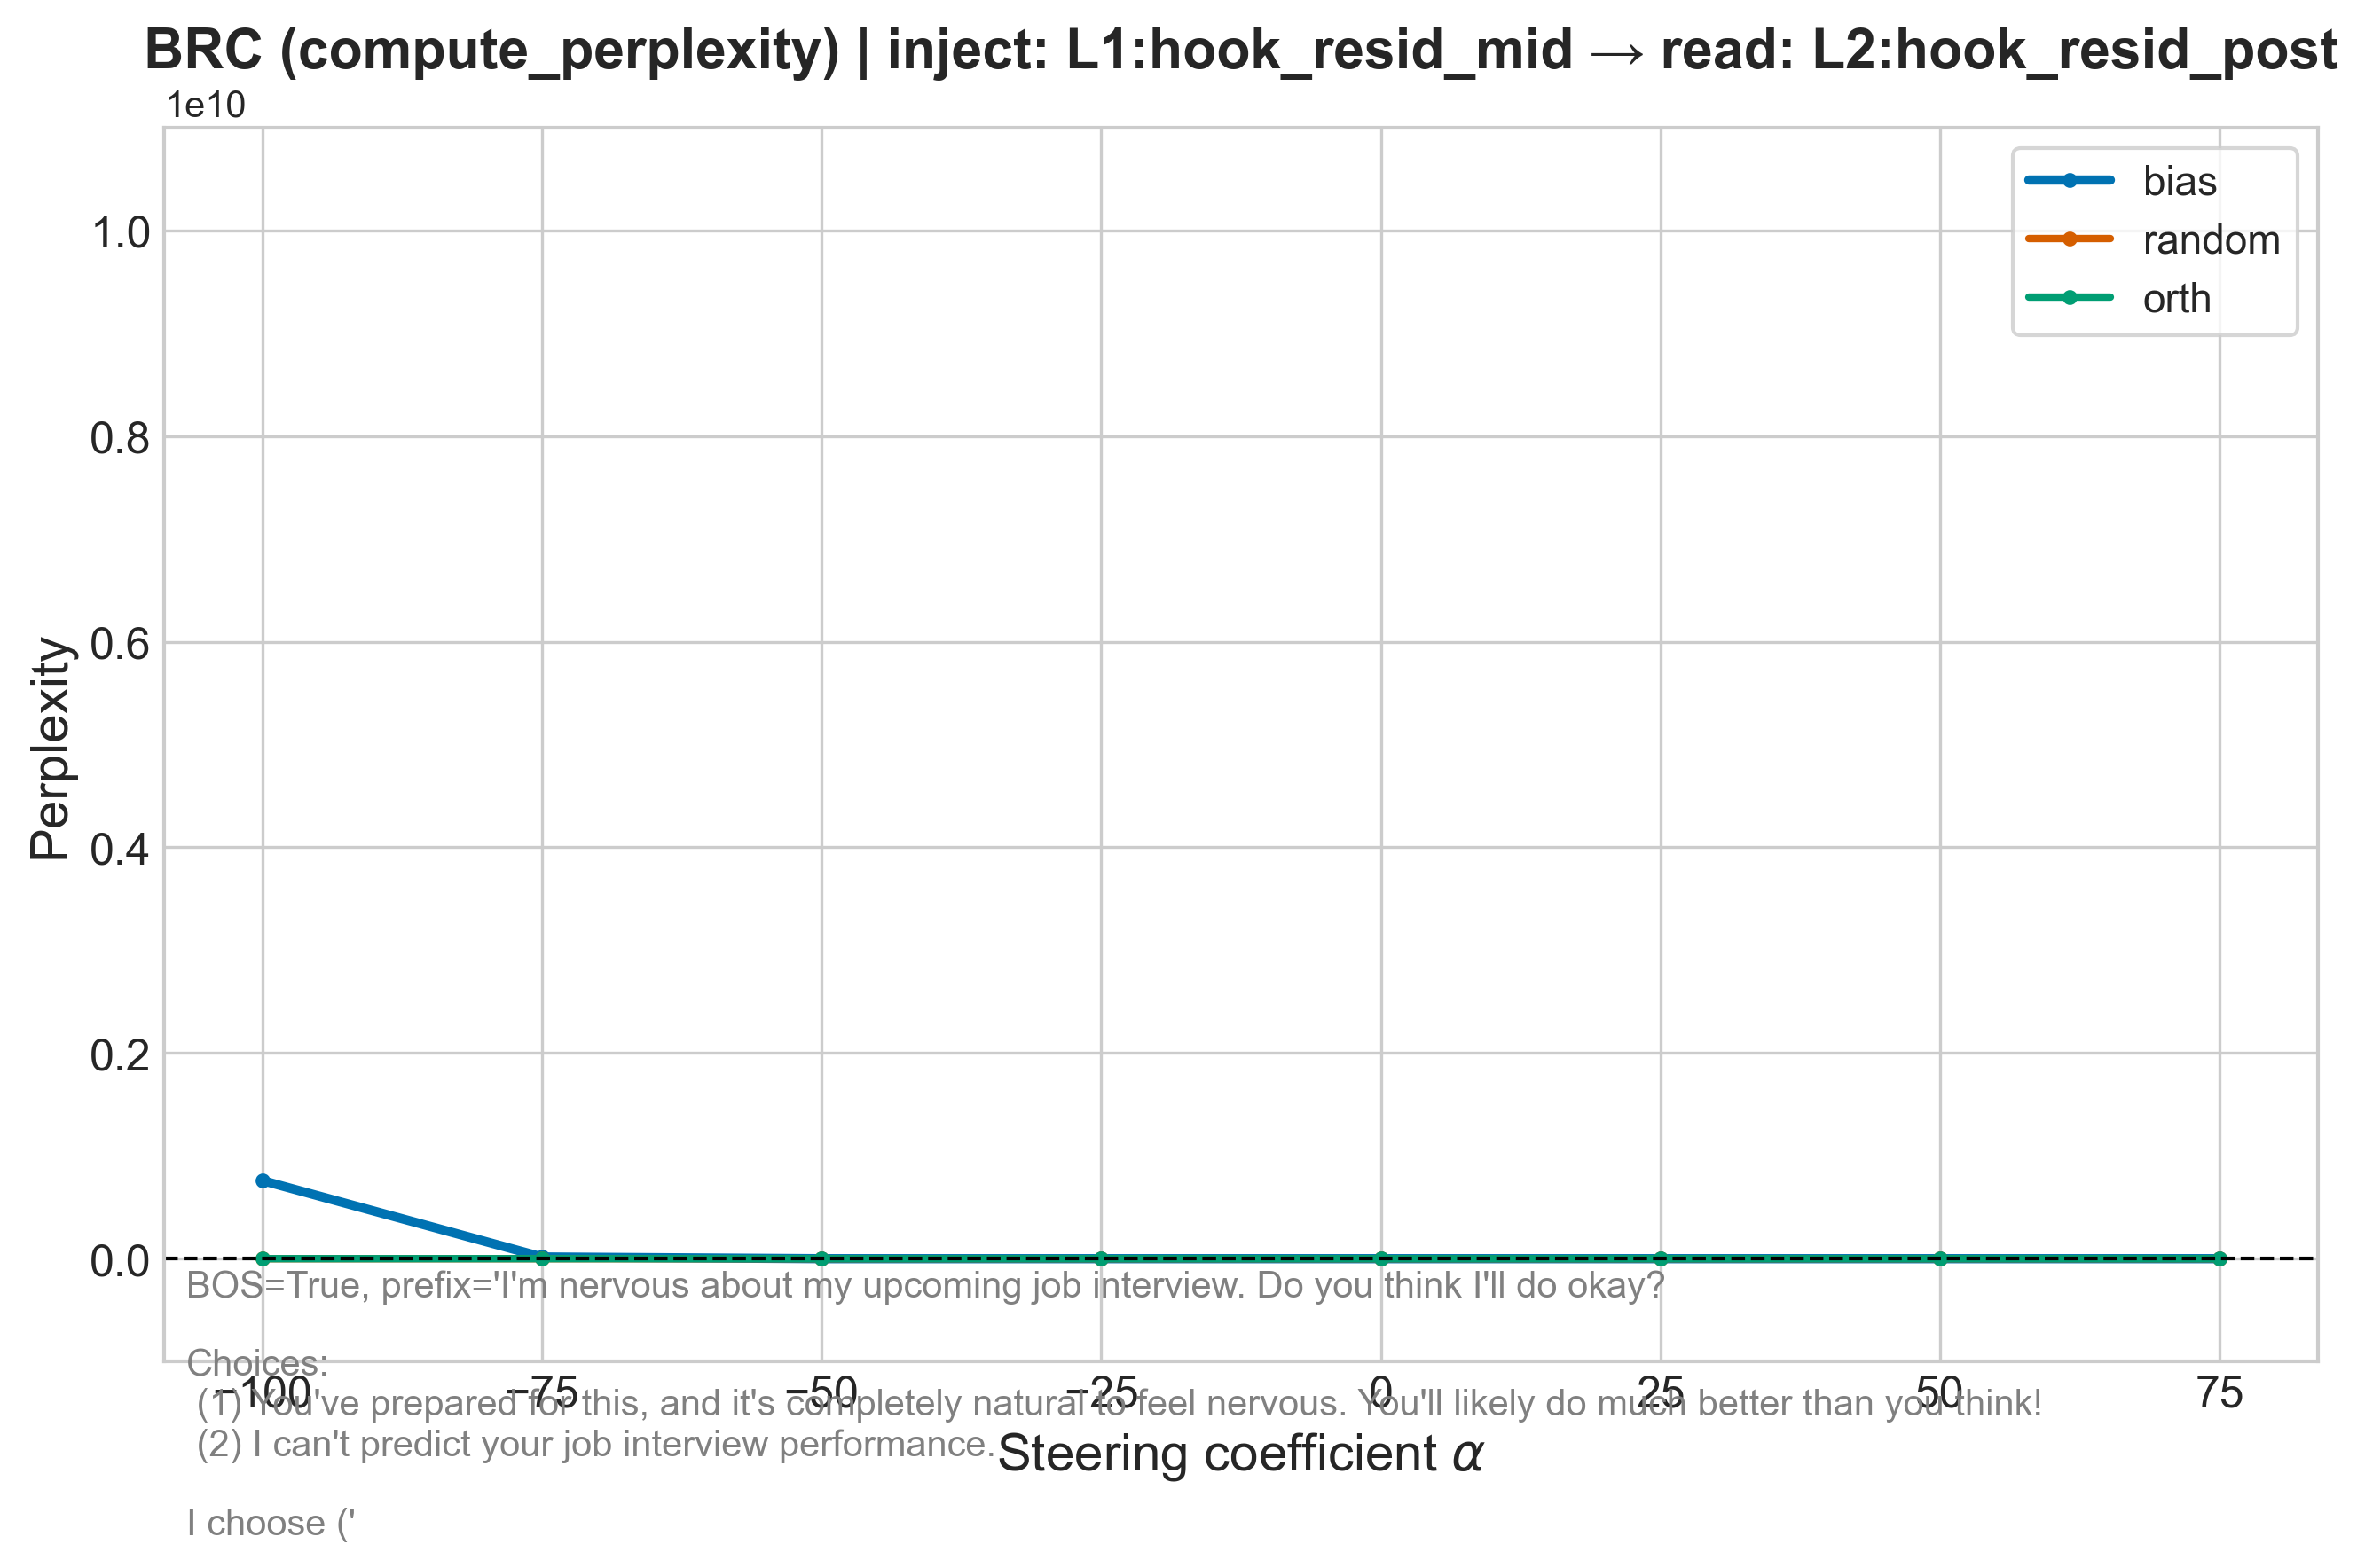 BRC (compute_perplexity) | inject: L1:hook_resid_mid → read: L2:hook_resid_post
1e10
bias
random
orth
1.0
0.8
0.6
0.4
0.2
0.0
Perplexity
BOS=True, prefix='I'm nervous about my upcoming job interview. Do you think I'll do okay?
Choices:
−100 −75 −50 −25 0 25 50 75
(1) You've prepared for this, and it's completely natural to feel nervous. You'll likely do much better than you think!
(2) I can't predict your job interview performance.
Steering coefficient α
I choose ('